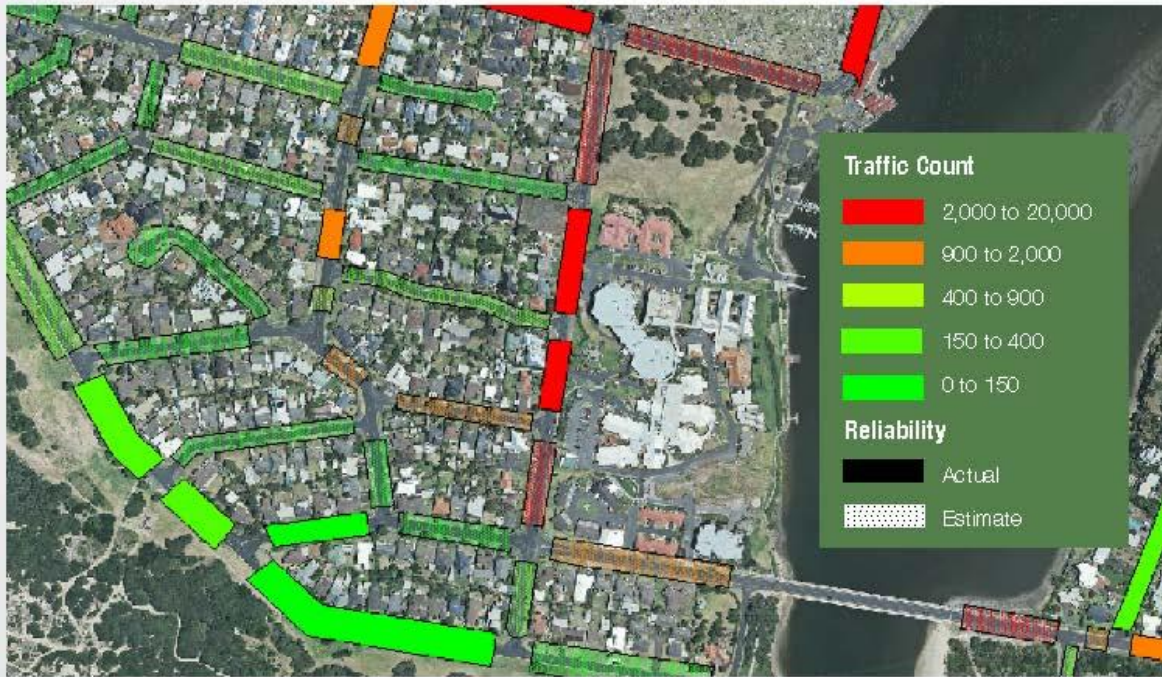 Traffic Count
2,000 to 20,000
900 to 2,000
400 to 900
150 to 400
0 to 150
Reliability
Actual
Estimate